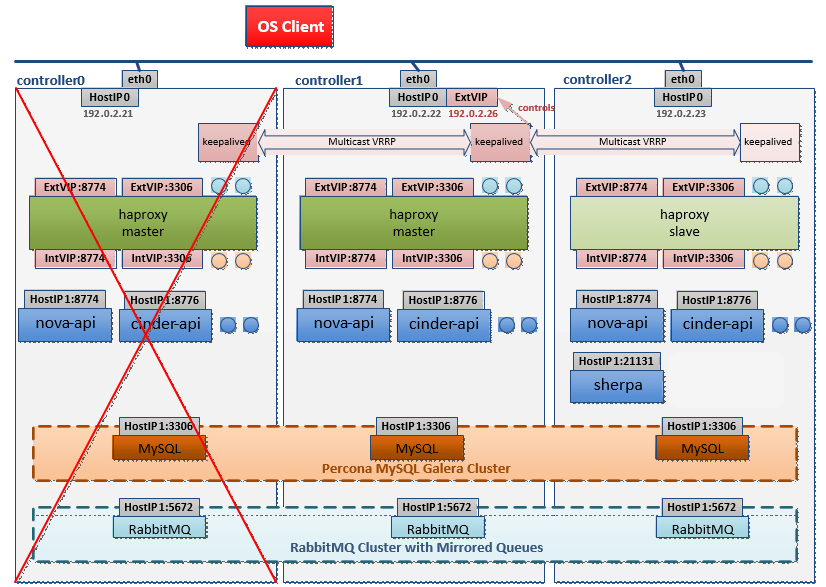 OS Client
controller0
eth0
HostIP0
192.0.2.21
controller1
eth0
HostIP0
ExtVIP
192.0.2.22
192.0.2.26
controls
controller2
eth0
HostIP0
192.0.2.23
keepalived
Multicast VRRP
keepalived
Multicast VRRP
keepalived
ExtVIP:8774
ExtVIP:3306
haproxy
master
IntVIP:8774
IntVIP:3306
ExtVIP:8774
ExtVIP:3306
haproxy
master
IntVIP:8774
IntVIP:3306
ExtVIP:8774
ExtVIP:3306
haproxy
slave
IntVIP:8774
IntVIP:3306
HostIP1:8774
nova-api
HostIP1:8776
cinder-api
HostIP1:8774
nova-api
HostIP1:8776
cinder-api
HostIP1:8774
nova-api
HostIP1:8776
cinder-api
HostIP1:21131
sherpa
HostIP1:3306
MySQL
HostIP1:3306
MySQL
HostIP1:3306
MySQL
Percona MySQL Galera Cluster
HostIP1:5672
RabbitMQ
HostIP1:5672
RabbitMQ
HostIP1:5672
RabbitMQ
RabbitMQ Cluster with Mirrored Queues